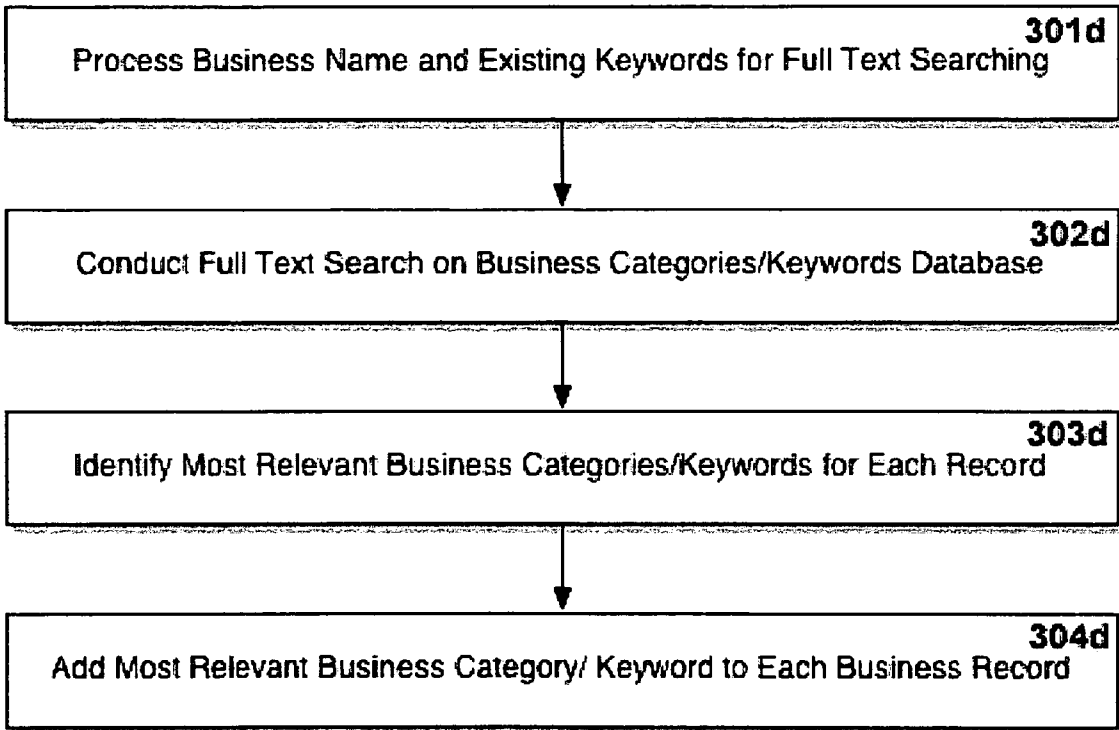 301d
Process Business Name and Existing Keywords for Full Text Searching
302d
Conduct Full Text Search on Business Categories/Keywords Database
303d
Identify Most Relevant Business Categories/Keywords for Each Record
304d
Add Most Relevant Business Category/ Keyword to Each Business Record